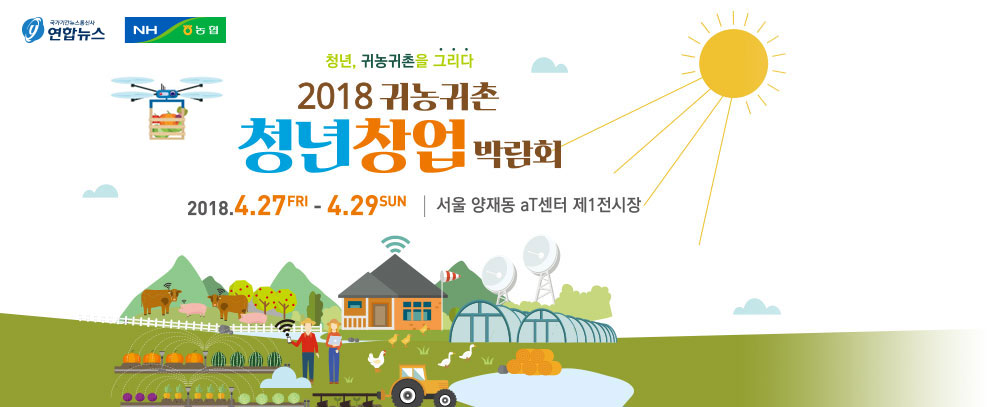 국가기간뉴스통신사
연합뉴스
NH 농협
청년, 귀농귀촌을 그리다
2018 귀농귀촌
청년창업 박람회
2018.4.27FRI - 4.29SUN | 서울 양재동 aT센터 제1전시장